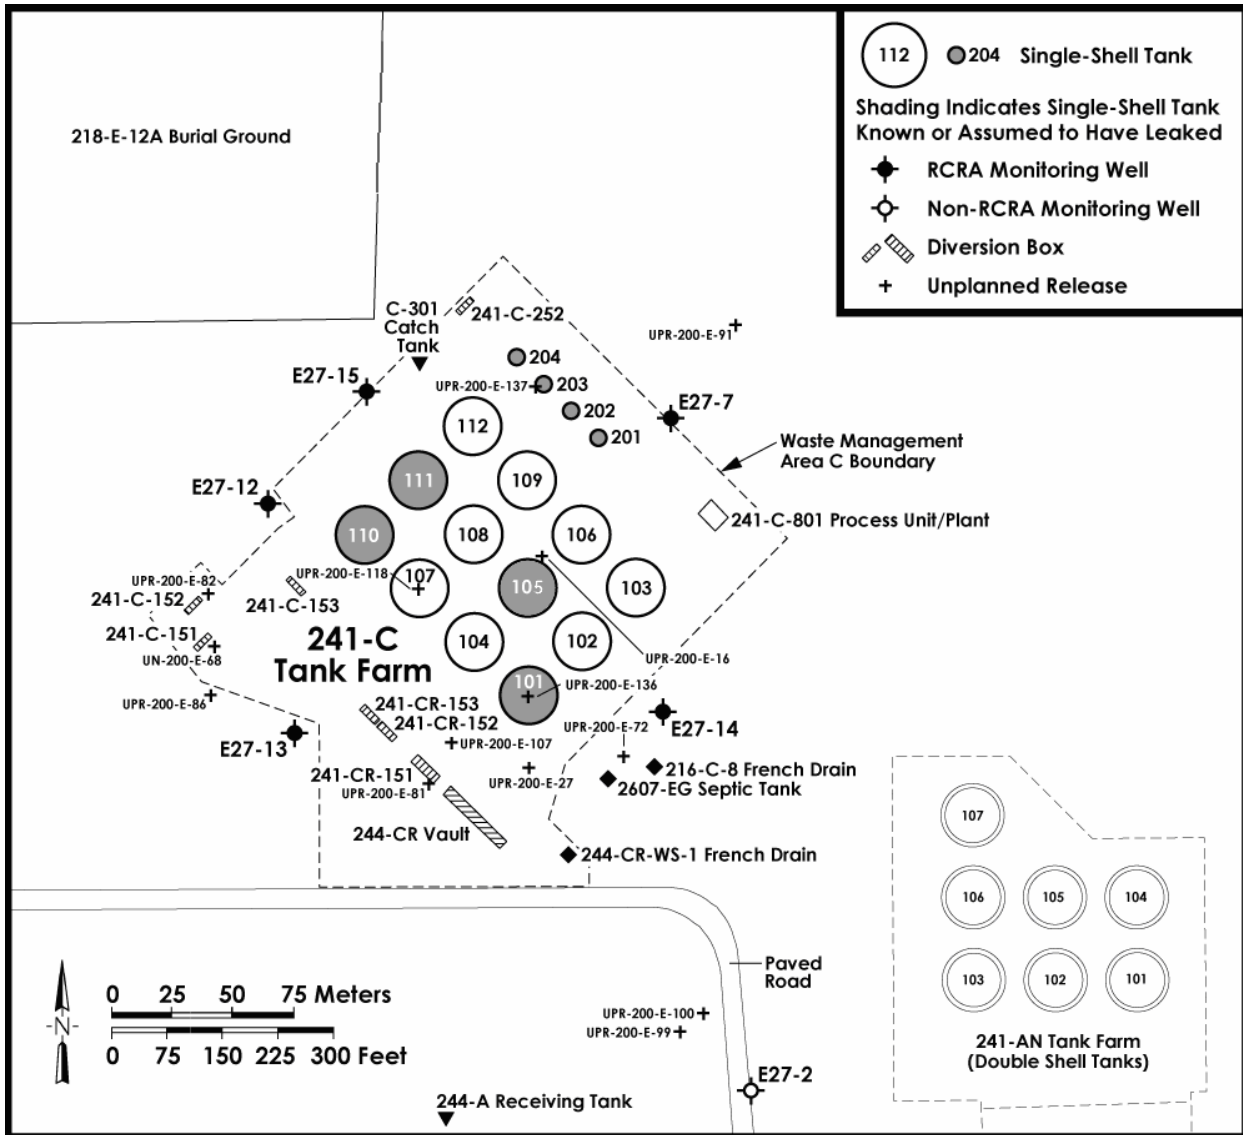 112
204 Single-Shell Tank
Shading Indicates Single-Shell Tank
Known or Assumed to Have Leaked
RCRA Monitoring Well
Non-RCRA Monitoring Well
Diversion Box
Unplanned Release
218-E-12A Burial Ground
C-301
Catch
Tank
241-C-252
UPR-200-E-91
204
E27-15
UPR-200-E-137
203
E27-7
202
112
201
Waste Management
Area C Boundary
111
109
E27-12
241-C-801 Process Unit/Plant
110
108
106
UPR-200-E-82
UPR-200-E-118
107
105
103
241-C-152
241-C-153
241-C-151
241-C
Tank Farm
104
102
UN-200-E-68
UPR-200-E-16
101
UPR-200-E-136
UPR-200-E-86
241-CR-153
241-CR-152
UPR-200-E-72
E27-14
E27-13
UPR-200-E-107
241-CR-151
UPR-200-E-27
216-C-8 French Drain
2607-EG Septic Tank
UPR-200-E-81
244-CR Vault
244-CR-WS-1 French Drain
107
106
105
104
Paved
Road
103
102
101
0 25 50 75 Meters
0 75 150 225 300 Feet
N
UPR-200-E-100
UPR-200-E-99
241-AN Tank Farm
(Double Shell Tanks)
E27-2
244-A Receiving Tank